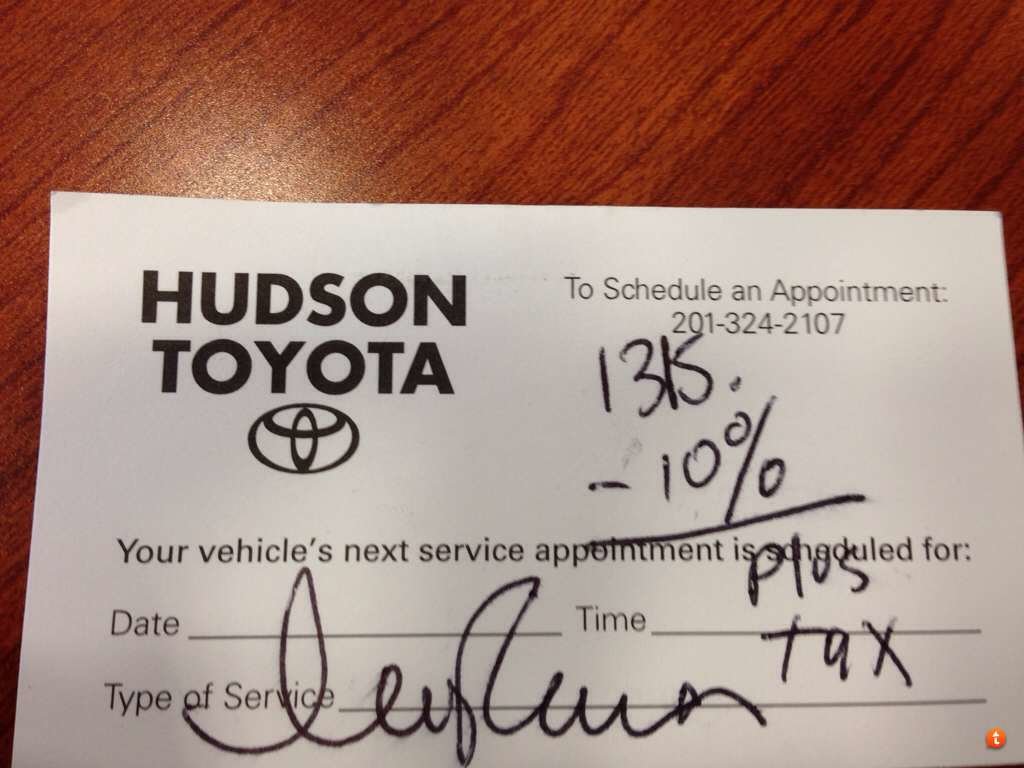 HUDSON
TOYOTA
To Schedule an Appointment:
201-324-2107
1315.
- 10%
Your vehicle's next service appointment is scheduled for:
plus
Date
Time
tax
Type of Service
t